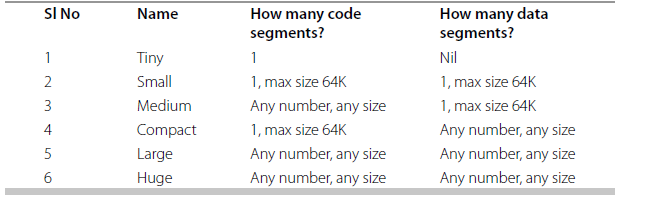 Sl No Name How many code segments? How many data segments?
1 Tiny 1 Nil
2 Small 1, max size 64K 1, max size 64K
3 Medium Any number, any size 1, max size 64K
4 Compact 1, max size 64K Any number, any size
5 Large Any number, any size Any number, any size
6 Huge Any number, any size Any number, any size